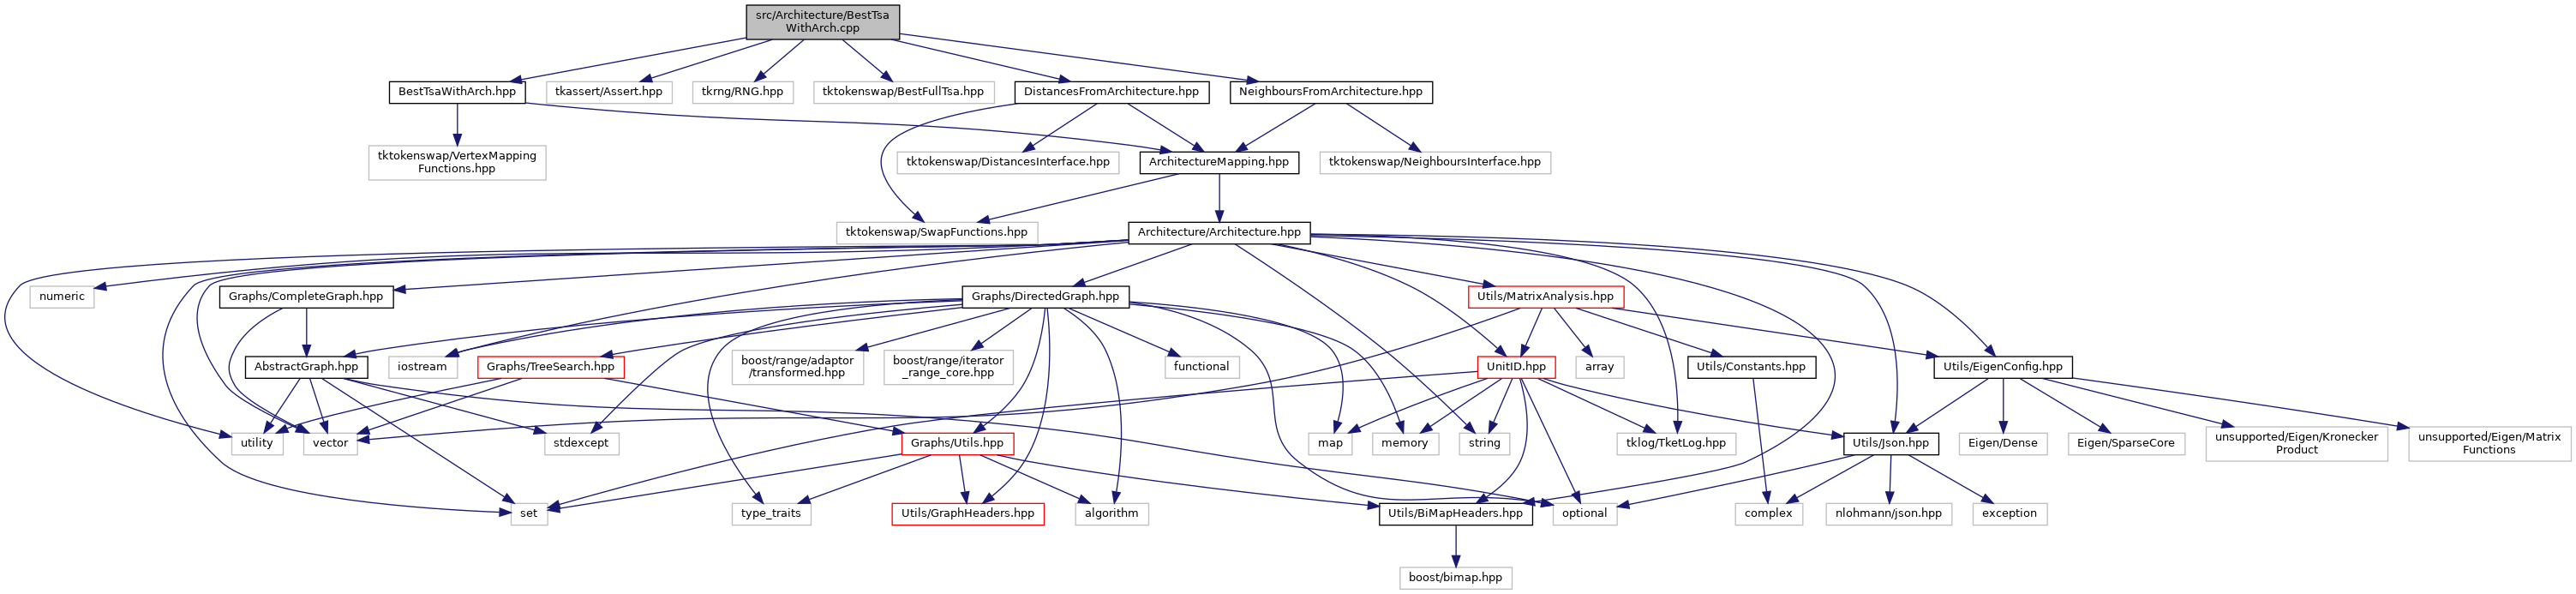 src/Architecture/BestTsa
WithArch.cpp
BestTsaWithArch.hpp
tkassert/Assert.hpp
tkrng/RNG.hpp
tktokenswap/BestFullTsa.hpp
DistancesFromArchitecture.hpp
NeighboursFromArchitecture.hpp
tktokenswap/VertexMapping
Functions.hpp
tktokenswap/DistancesInterface.hpp
ArchitectureMapping.hpp
tktokenswap/NeighboursInterface.hpp
tktokenswap/SwapFunctions.hpp
Architecture/Architecture.hpp
numeric
Graphs/CompleteGraph.hpp
Graphs/DirectedGraph.hpp
Utils/MatrixAnalysis.hpp
AbstractGraph.hpp
iostream
Graphs/TreeSearch.hpp
boost/range/adaptor
/transformed.hpp
boost/range/iterator
_range_core.hpp
functional
UnitID.hpp
array
Utils/Constants.hpp
Utils/EigenConfig.hpp
utility
vector
stdexcept
Graphs/Utils.hpp
map
memory
string
tklog/TketLog.hpp
Utils/Json.hpp
Eigen/Dense
Eigen/SparseCore
unsupported/Eigen/Kronecker
Product
unsupported/Eigen/Matrix
Functions
set
type_traits
Utils/GraphHeaders.hpp
algorithm
Utils/BiMapHeaders.hpp
optional
complex
nlohmann/json.hpp
exception
boost/bimap.hpp